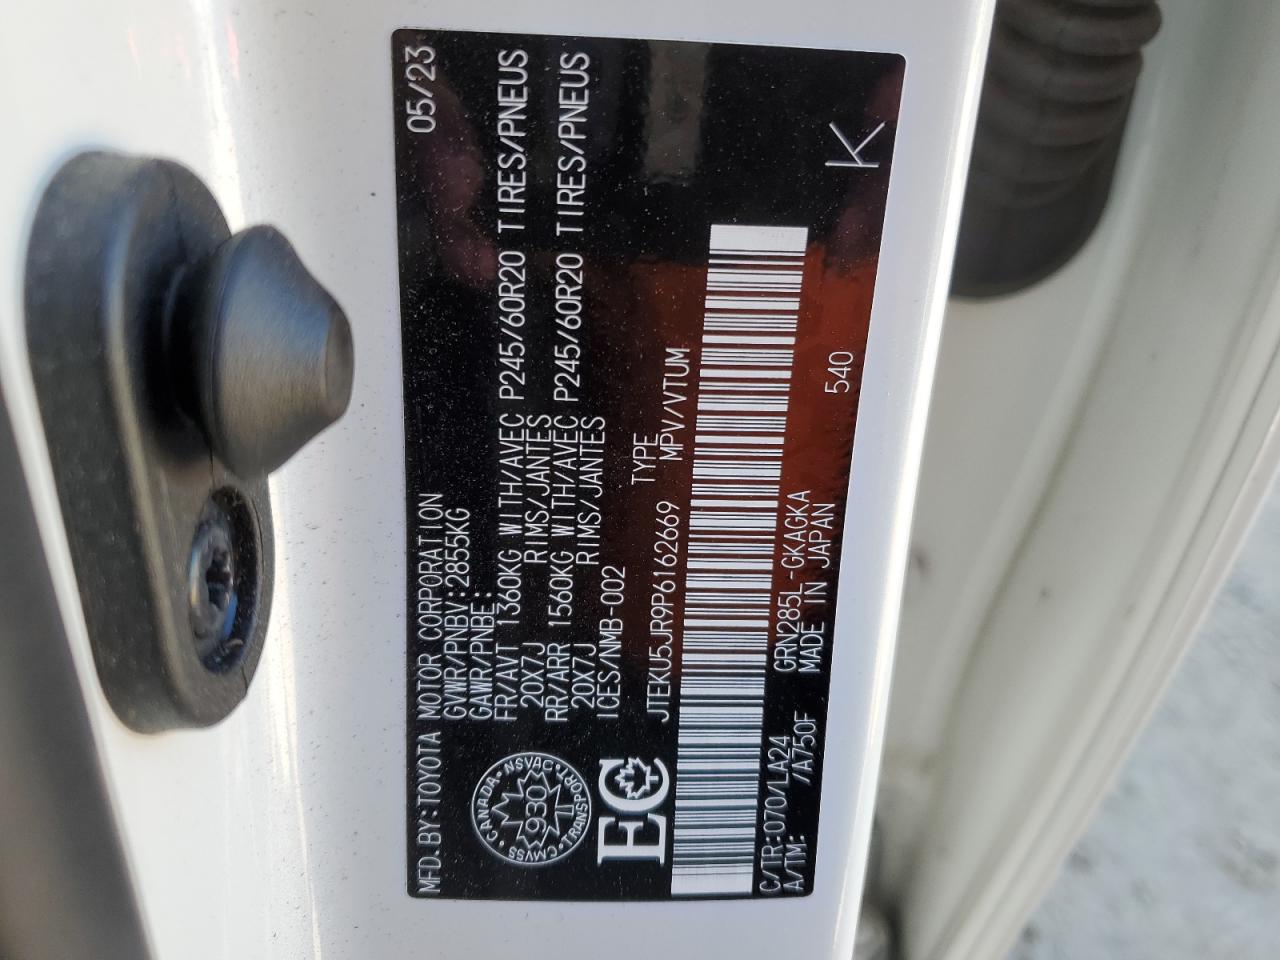 MFD.BY:TOYOTA MOTOR CORPORATION 05/23
GVWR/PNBV:2855KG
GAWR/PNBE:
FR/AVT 1360KG WITH/AVEC P245/60R20 TIRES/PNEUS
20X7J RIMS/JANTES
RR/ARR 1560KG WITH/AVEC P245/60R20 TIRES/PNEUS
20X7J RIMS/JANTES
ICES/NMB-002
CANADA
NSVAC
930
TRANSPORT
CMVSS
EC
JTEKU5JR9P6162669 TYPE MPV/VTUM
C/TR:070/LA24 GRN285L-GKAGKA 540
A/TM: /A750F MADE IN JAPAN
K